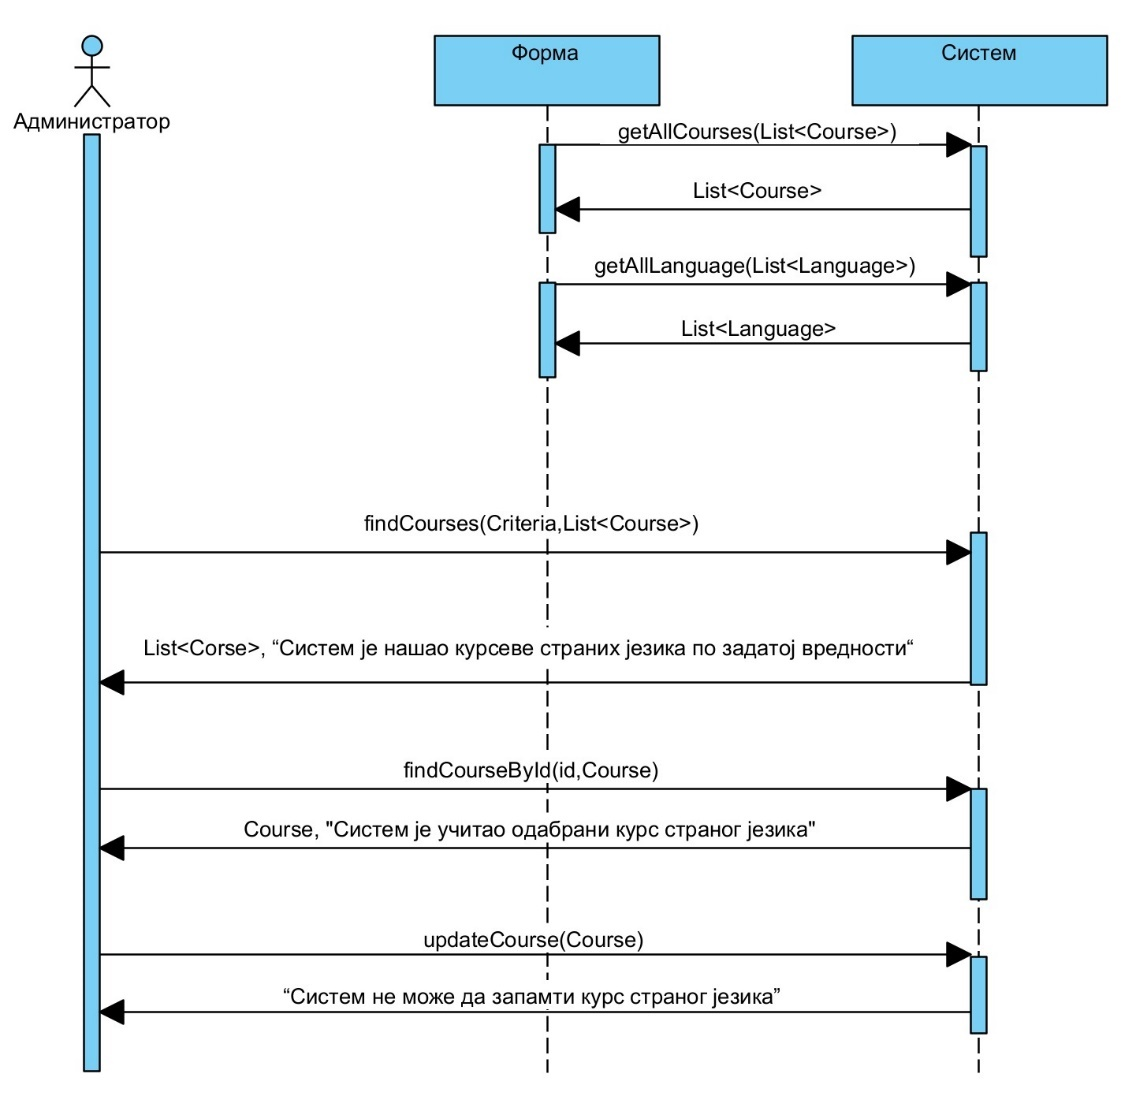 Администратор
Форма
Систем
getAllCourses(List<Course>)
List<Course>
getAllLanguage(List<Language>)
List<Language>
findCourses(Criteria,List<Course>)
List<Corse>, “Систем је нашао курсеве страних језика по задатој вредности“
findCourseById(id,Course)
Course, "Систем је учитао одабрани курс страног језика"
updateCourse(Course)
“Систем не може да запамти курс страног језика”